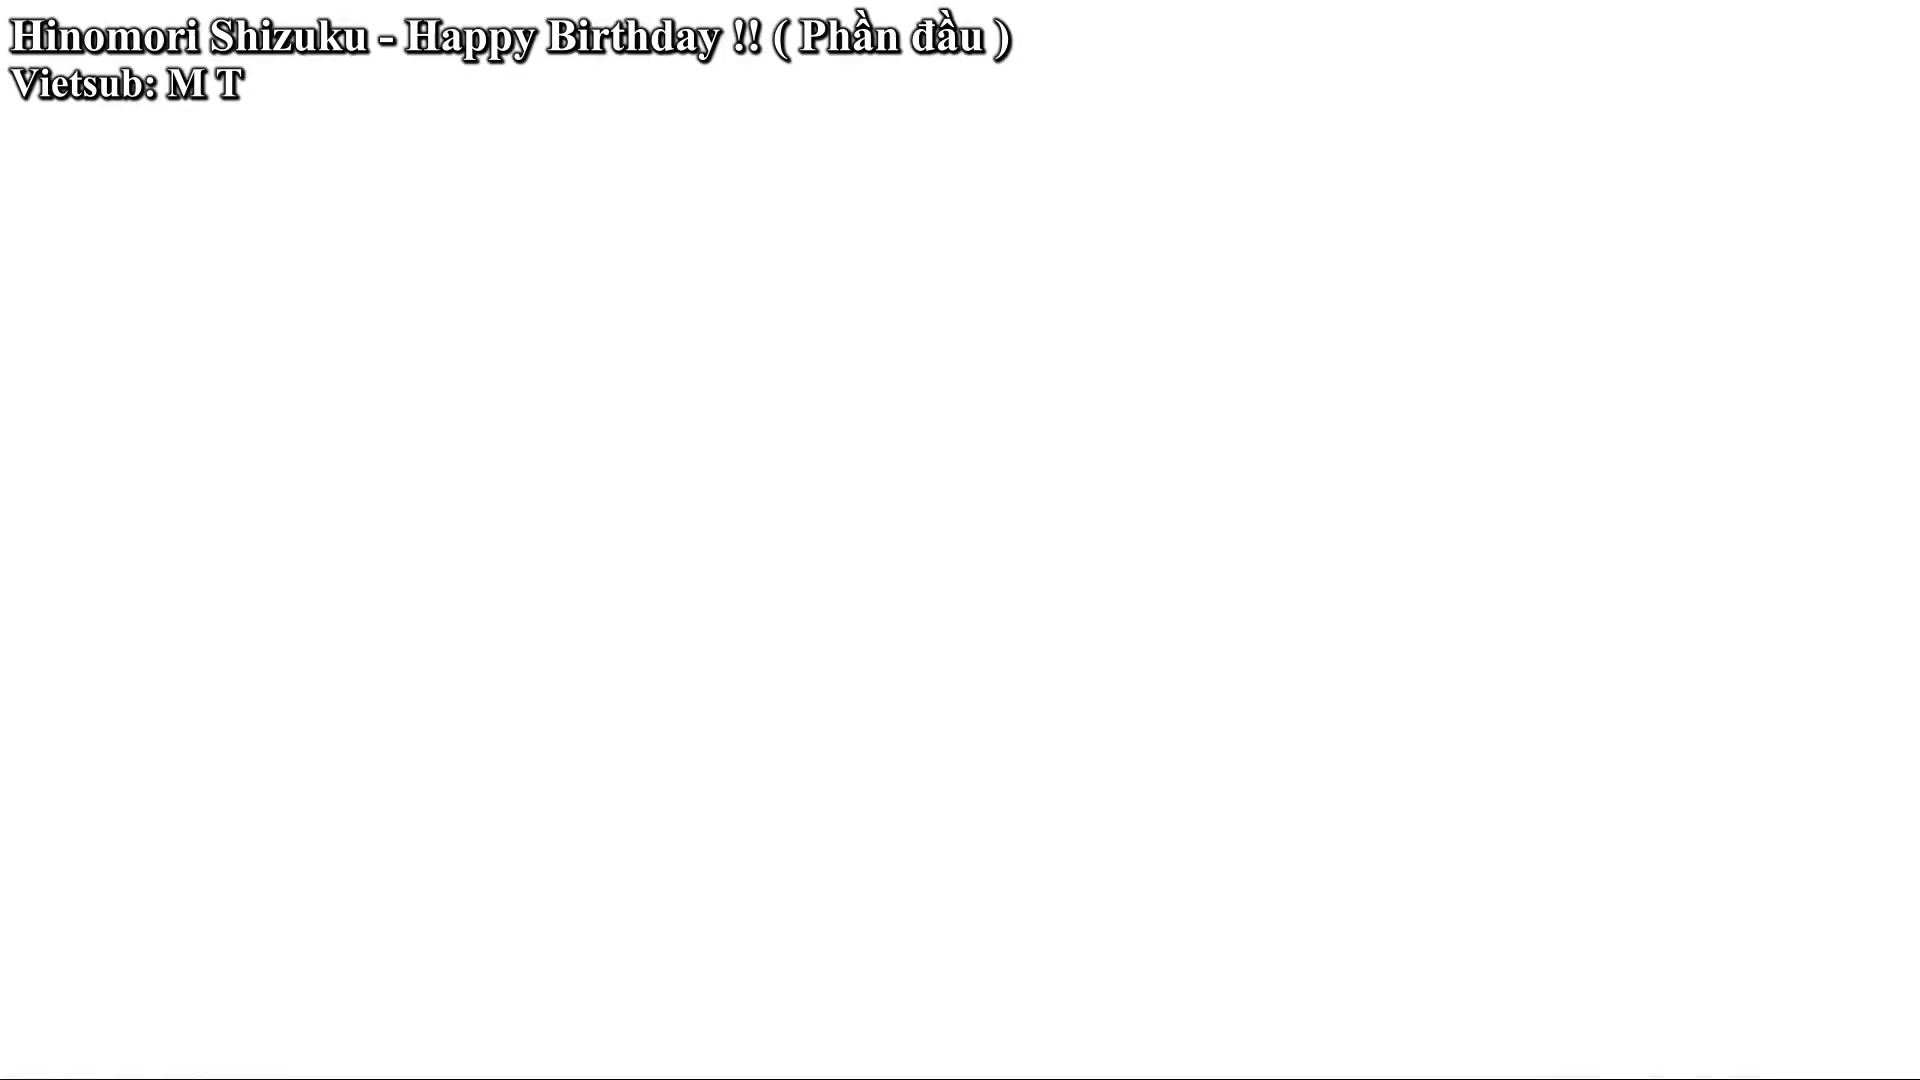 Hinomori Shizuku - Happy Birthday !! ( Phần đầu )
Vietsub: M T